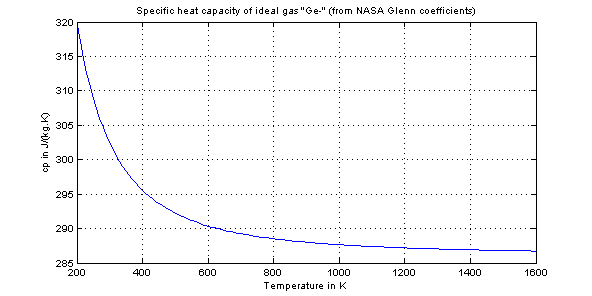 Specific heat capacity of ideal gas "Ge-" (from NASA Glenn coefficients)
320
315
310
305
300
295
290
285
cp in J/(kg.K)
200 400 600 800 1000 1200 1400 1600
Temperature in K